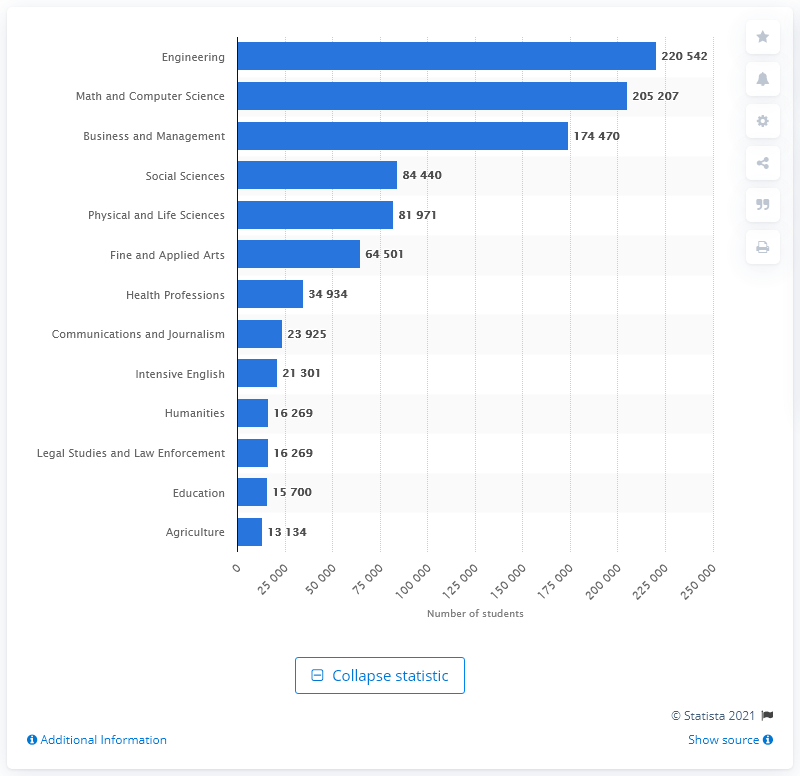 Engineering 220 542
Math and Computer Science 205 207
Business and Management 174 470
Social Sciences 84 440
Physical and Life Sciences 81 971
Fine and Applied Arts 64 501
Health Professions 34 934
Communications and Journalism 23 925
Intensive English 21 301
Humanities 16 269
Legal Studies and Law Enforcement 16 269
Education 15 700
Agriculture 13 134
0 25 000 50 000 75 000 100 000 125 000 150 000 175 000 200 000 225 000 250 000
Number of students
Collapse statistic
© Statista 2021
Additional Information Show source